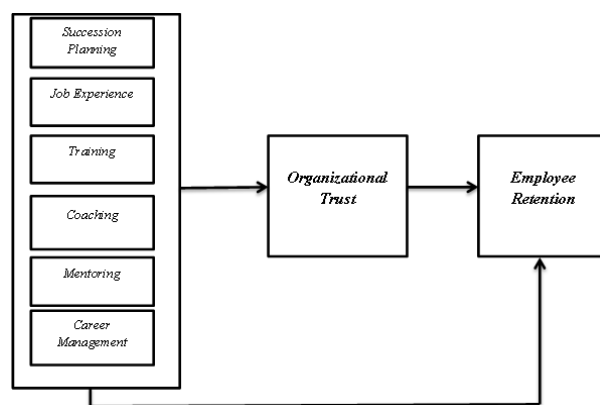 Succession
Planning
Job Experience
Training
Coaching
Mentoring
Career
Management
Organizational
Trust
Employee
Retention